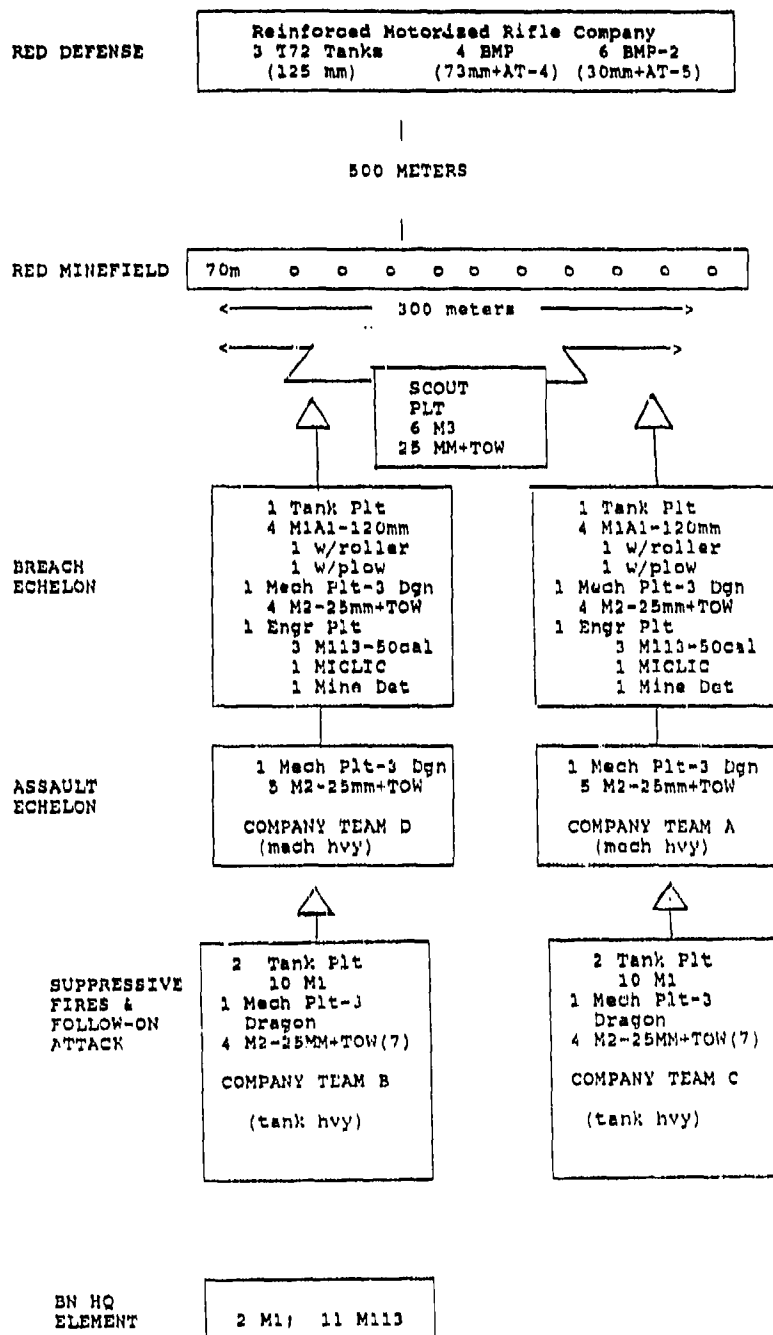 RED DEFENSE
Reinforced Motorized Rifle Company
3 T72 Tanks 4 BMP 6 BMP-2
(125 mm) (73mm+AT-4) (30mm+AT-5)
500 METERS
RED MINEFIELD 70m o o o o o o o o o o
300 meters
SCOUT
PLT
6 M3
25 MM+TOW
BREACH
ECHELON
1 Tank Plt
4 M1A1-120mm
1 w/roller
1 w/plow
1 Mech Plt-3 Dgn
4 M2-25mm+TOW
1 Engr Plt
3 M113-50cal
1 MICLIC
1 Mine Det
1 Tank Plt
4 M1A1-120mm
1 w/roller
1 w/plow
1 Mech Plt-3 Dgn
4 M2-25mm+TOW
1 Engr Plt
3 M113-50cal
1 MICLIC
1 Mine Det
ASSAULT
ECHELON
1 Mech Plt-3 Dgn
5 M2-25mm+TOW
COMPANY TEAM D
(mech hvy)
1 Mech Plt-3 Dgn
5 M2-25mm+TOW
COMPANY TEAM A
(mech hvy)
SUPPRESSIVE
FIRES &
FOLLOW-ON
ATTACK
2 Tank Plt
10 M1
1 Mech Plt-3
Dragon
4 M2-25MM+TOW(7)
COMPANY TEAM B
(tank hvy)
2 Tank Plt
10 M1
1 Mech Plt-3
Dragon
4 M2-25MM+TOW(7)
COMPANY TEAM C
(tank hvy)
BN HQ
ELEMENT
2 M1; 11 M113